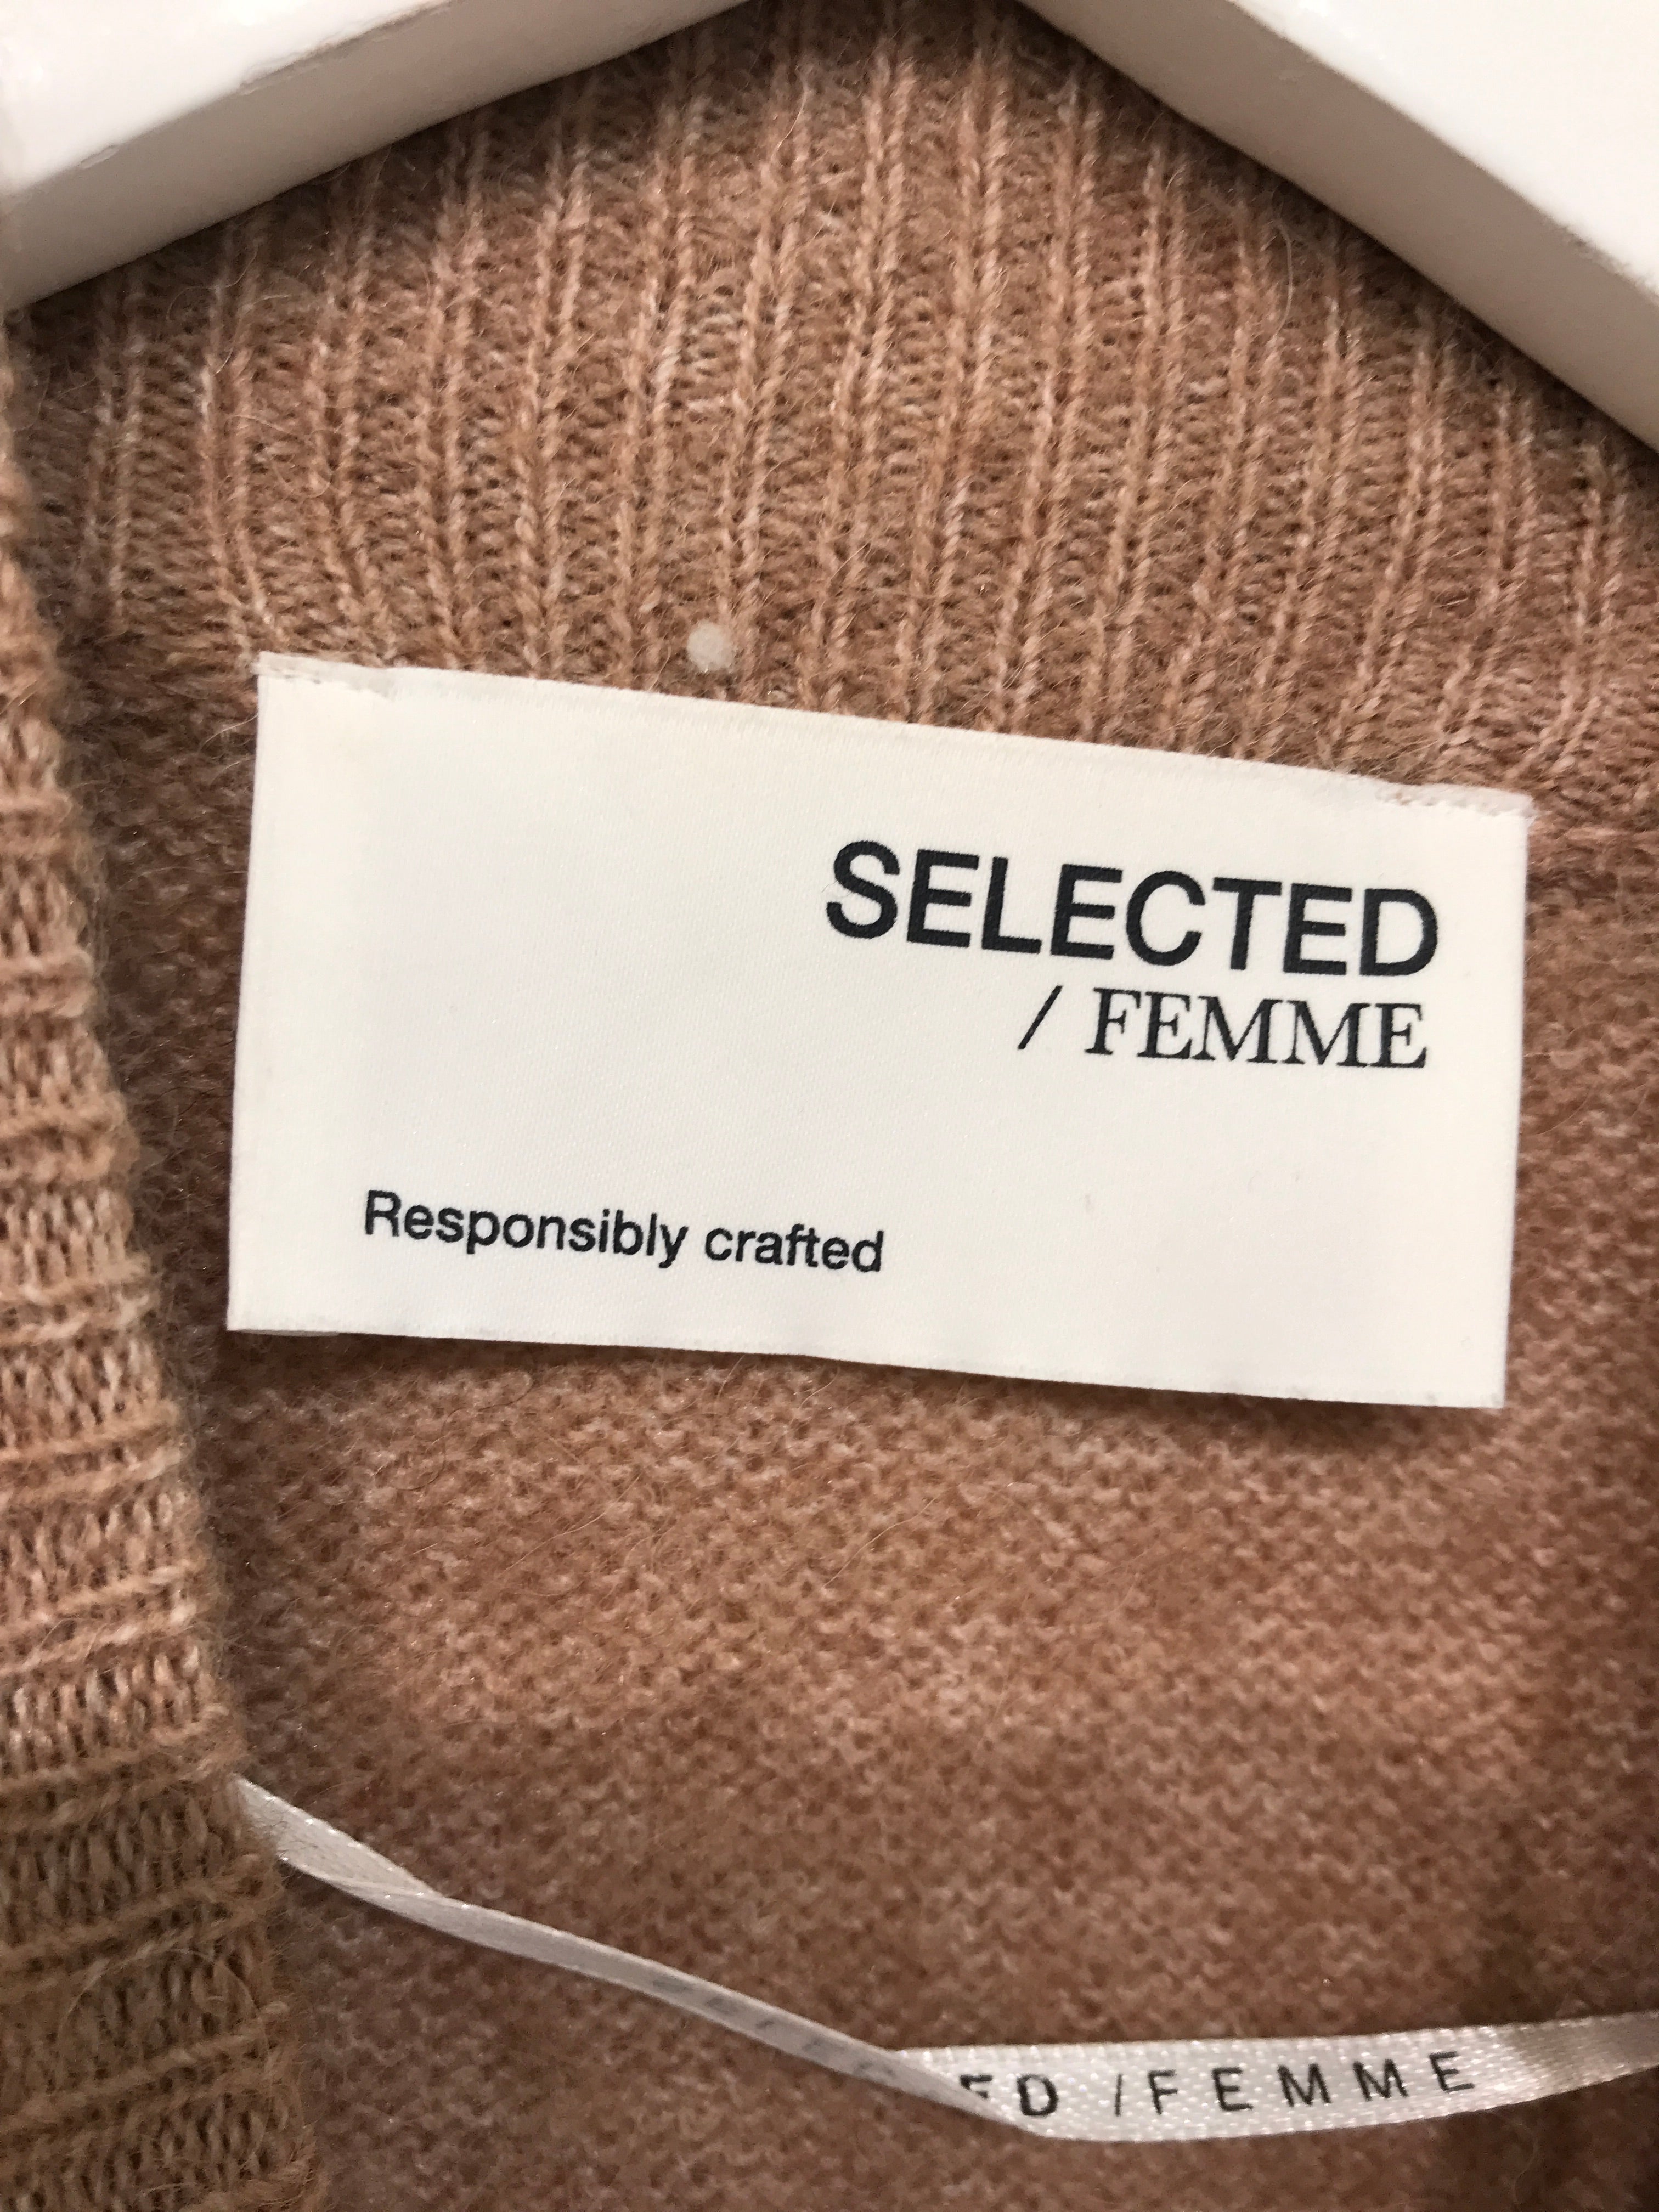 SELECTED
/ FEMME
Responsibly crafted
ED /FEMME